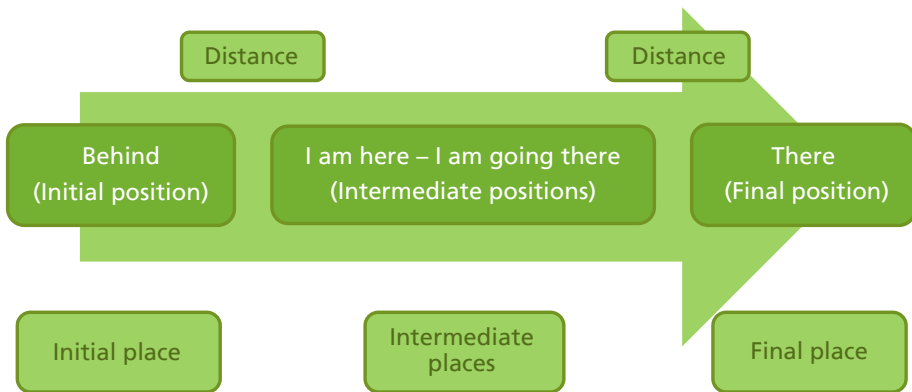 Distance
Distance
Behind
(Initial position)
I am here – I am going there
(Intermediate positions)
There
(Final position)
Initial place
Intermediate
places
Final place